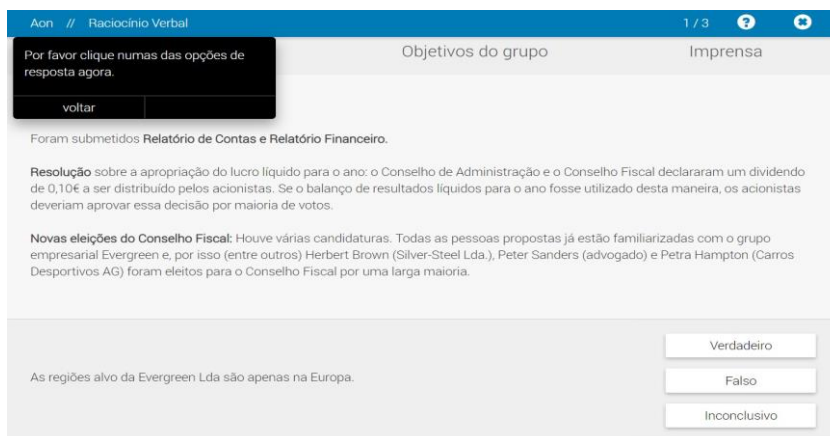 Aon // Raciocínio Verbal
1 / 3
?
Por favor clique numas das opções de
resposta agora.
voltar
Objetivos do grupo
Imprensa
Foram submetidos Relatório de Contas e Relatório Financeiro.
Resolução sobre a apropriação do lucro líquido para o ano: o Conselho de Administração e o Conselho Fiscal declararam um dividendo
de 0,10€ a ser distribuído pelos acionistas. Se o balanço de resultados líquidos para o ano fosse utilizado desta maneira, os acionistas
deveriam aprovar essa decisão por maioria de votos.
Novas eleições do Conselho Fiscal: Houve várias candidaturas. Todas as pessoas propostas já estão familiarizadas com o grupo
empresarial Evergreen e, por isso (entre outros) Herbert Brown (Silver-Steel Lda.), Peter Sanders (advogado) e Petra Hampton (Carros
Desportivos AG) foram eleitos para o Conselho Fiscal por uma larga maioria.
As regiões alvo da Evergreen Lda são apenas na Europa.
Verdadeiro
Falso
Inconclusivo